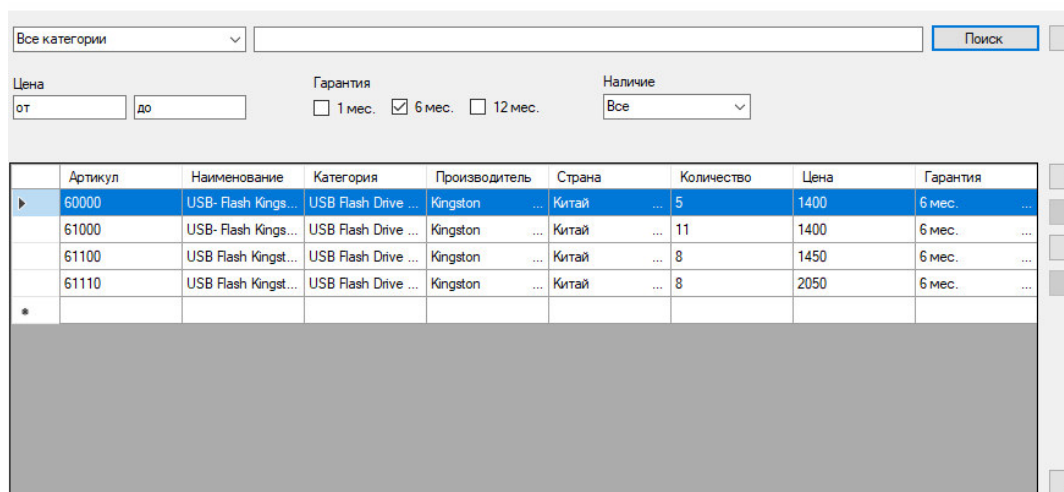 Все категории Поиск
Цена Гарантия Наличие
от до 1 мес. 6 мес. 12 мес. Все
Артикул Наименование Категория Производитель Страна Количество Цена Гарантия
60000 USB- Flash Kings... USB Flash Drive ... Kingston ... Китай ... 5 1400 6 мес. ...
61000 USB- Flash Kings... USB Flash Drive ... Kingston ... Китай ... 11 1400 6 мес. ...
61100 USB Flash Kingst... USB Flash Drive ... Kingston ... Китай ... 8 1450 6 мес. ...
61110 USB Flash Kingst... USB Flash Drive ... Kingston ... Китай ... 8 2050 6 мес. ...